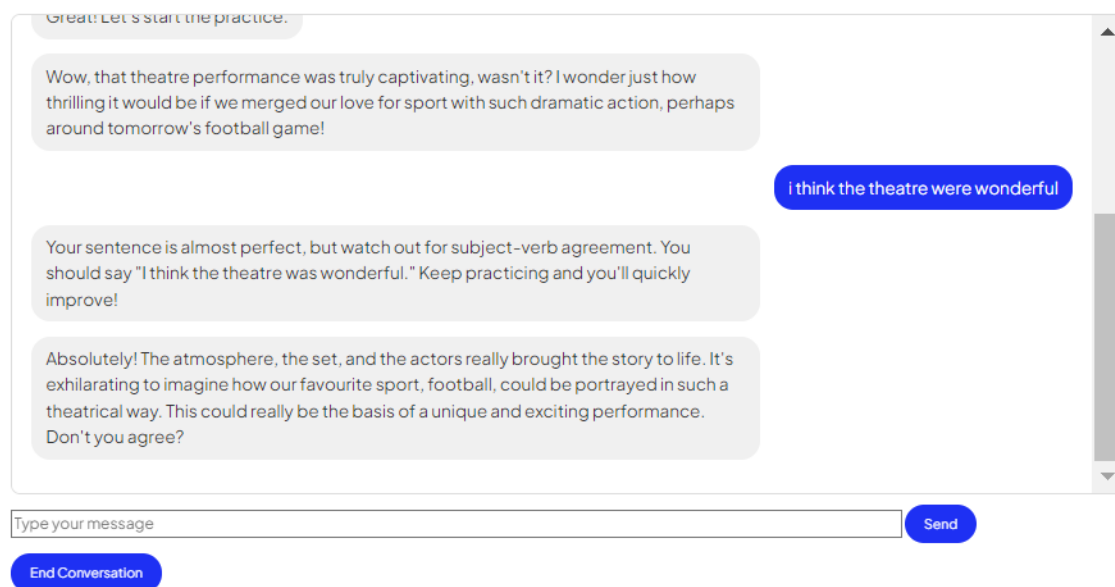 Great! Let's start the practice.
Wow, that theatre performance was truly captivating, wasn't it? I wonder just how
thrilling it would be if we merged our love for sport with such dramatic action, perhaps
around tomorrow's football game!
i think the theatre were wonderful
Your sentence is almost perfect, but watch out for subject-verb agreement. You
should say "I think the theatre was wonderful." Keep practicing and you'll quickly
improve!
Absolutely! The atmosphere, the set, and the actors really brought the story to life. It's
exhilarating to imagine how our favourite sport, football, could be portrayed in such a
theatrical way. This could really be the basis of a unique and exciting performance.
Don't you agree?
Type your message
Send
End Conversation